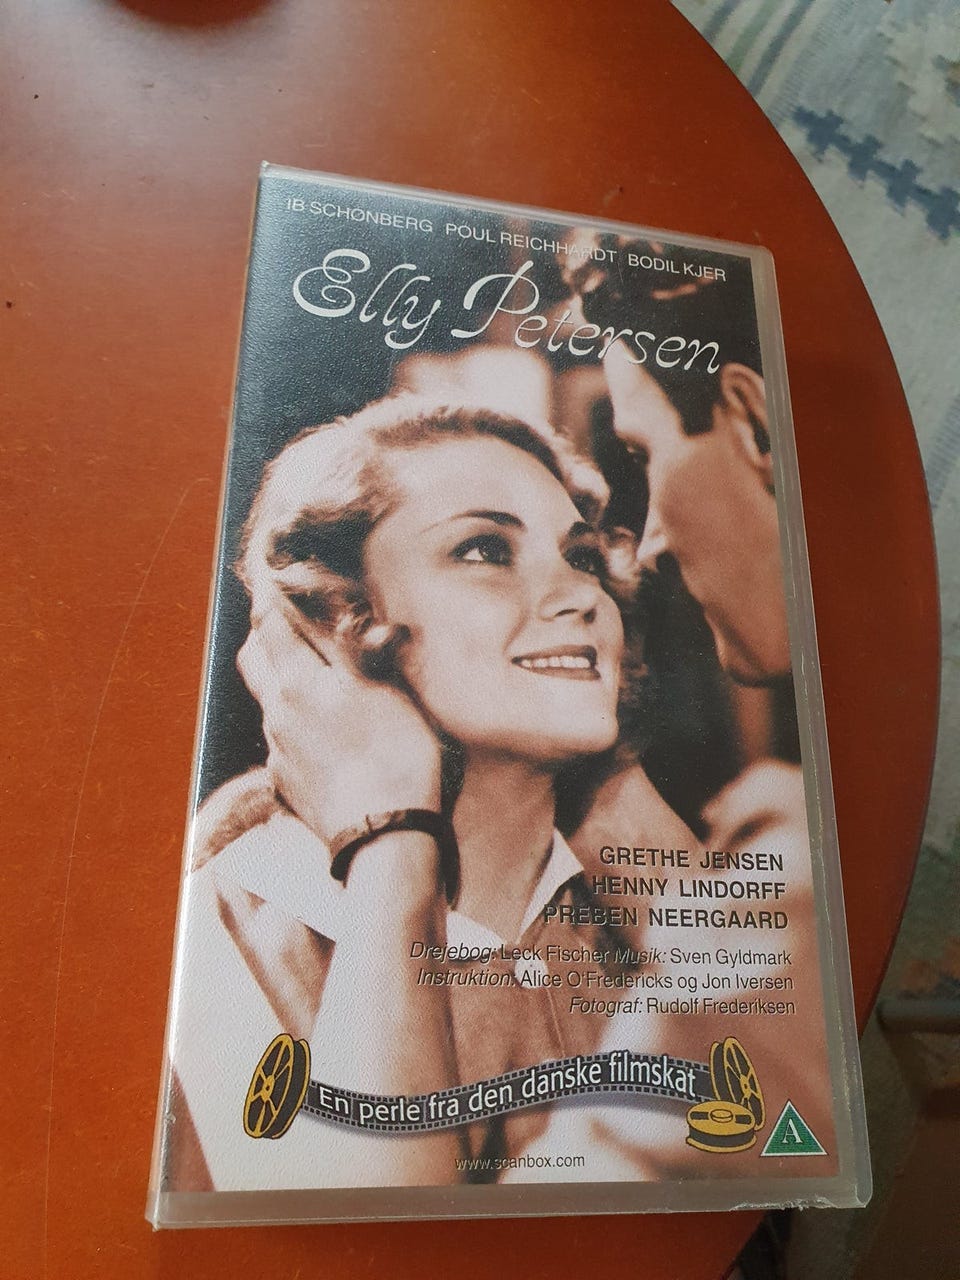 IB SCHØNBERG POUL REICHHARDT BODIL KJER
Elly Petersen
GRETHE JENSEN
HENNY LINDORFF
PREBEN NEERGAARD
Drejebog: Leck Fischer Musik: Sven Gyldmark
Instruktion: Alice O'Fredericks og Jon Iversen
Fotograf: Rudolf Frederiksen
En perle fra den danske filmskat
A
www.scanbox.com